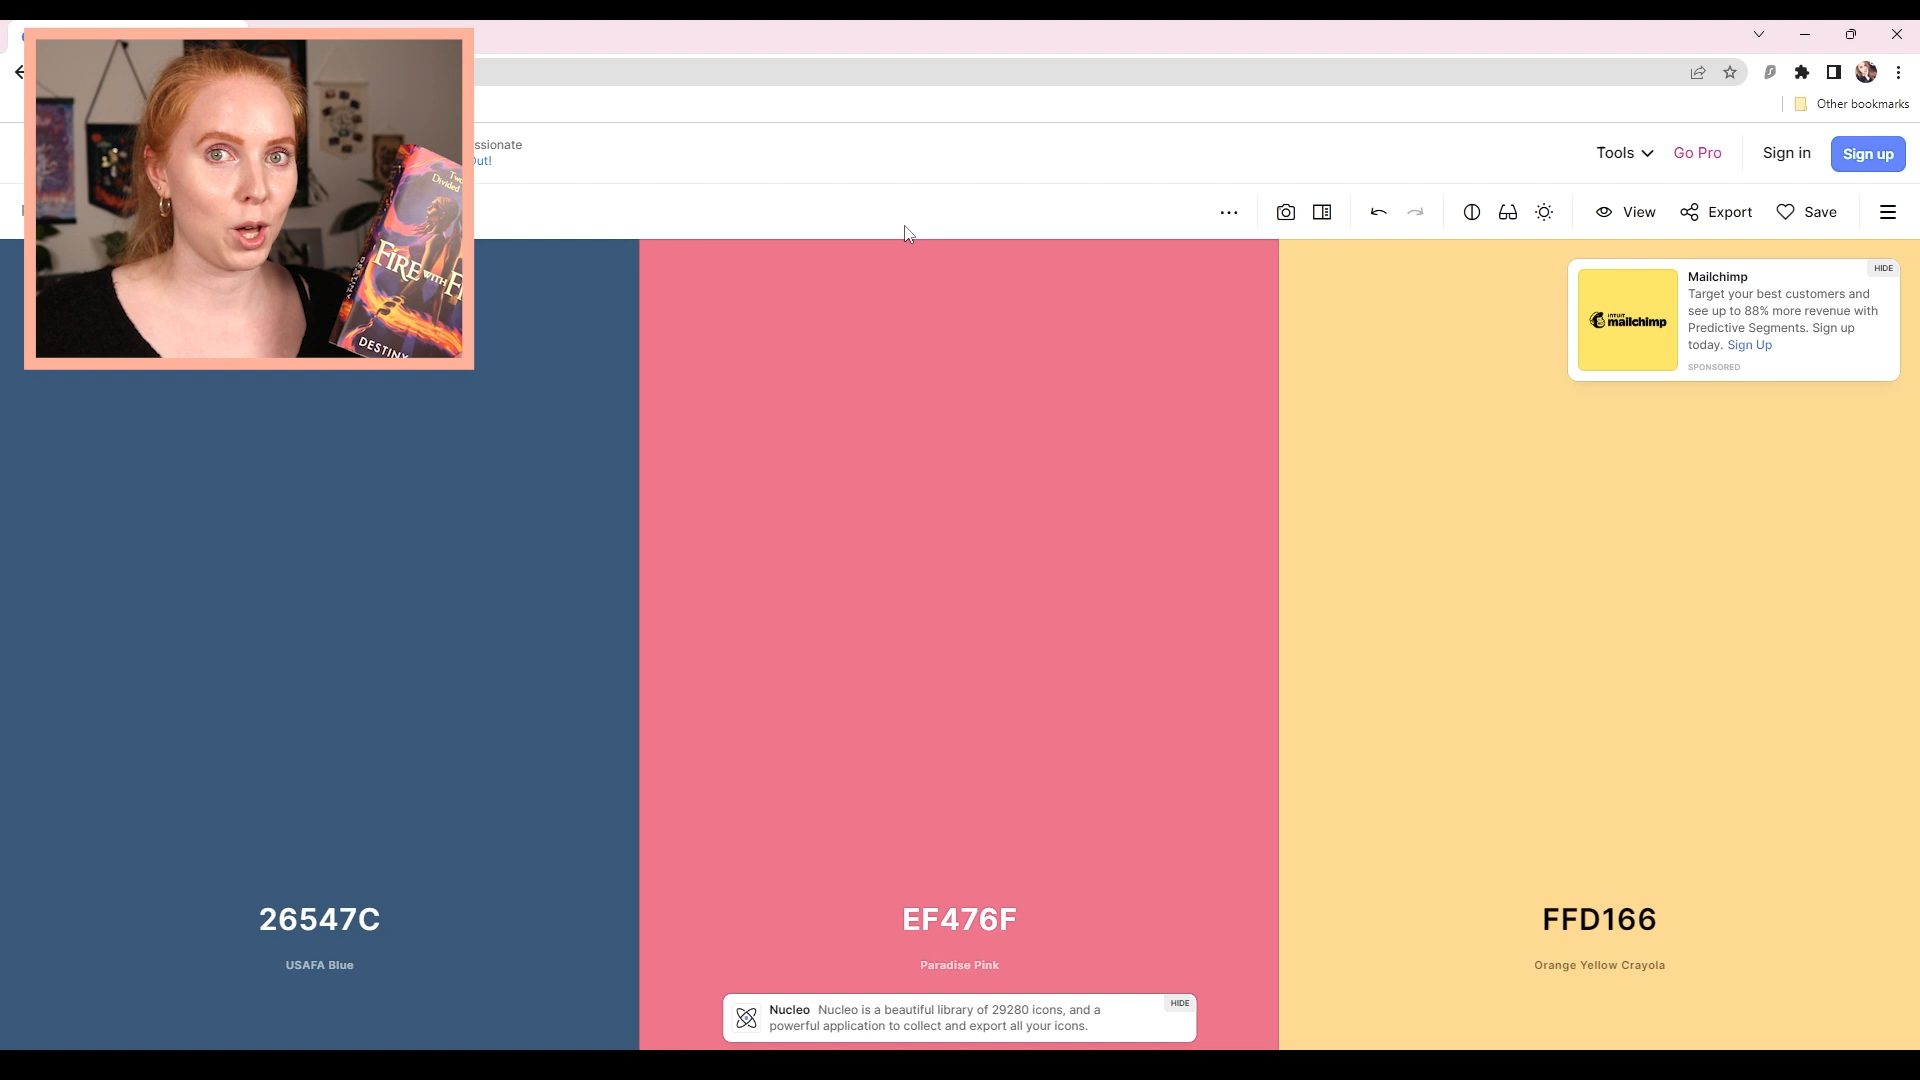 Other bookmarks
ssionate
Out!
Tools
Go Pro
Sign in
Sign up
View
Export
Save
Two
Divided
FIRE WITH F
DESTINY
HIDE
Mailchimp
INTUIT
mailchimp
Target your best customers and
see up to 88% more revenue with
Predictive Segments. Sign up
today. Sign Up
SPONSORED
26547C
USAFA Blue
EF476F
Paradise Pink
FFD166
Orange Yellow Crayola
HIDE
Nucleo Nucleo is a beautiful library of 29280 icons, and a
powerful application to collect and export all your icons.